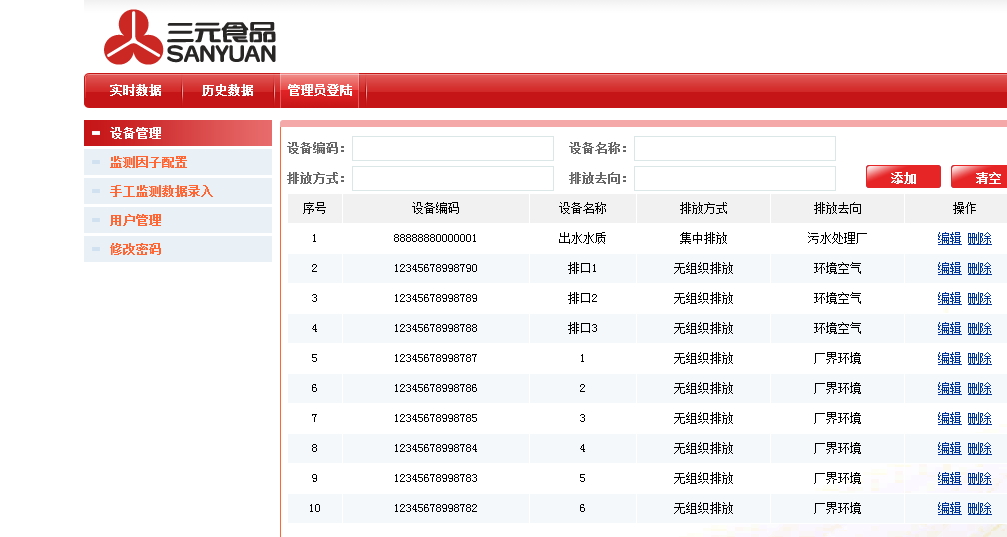 三元食品
SANYUAN
实时数据 历史数据 管理员登陆
设备管理
监测因子配置
手工监测数据录入
用户管理
修改密码
设备编码： 设备名称：
排放方式： 排放去向： 添加 清空
序号 设备编码 设备名称 排放方式 排放去向 操作
1 88888880000001 出水水质 集中排放 污水处理厂 编辑 删除
2 12345678998790 排口1 无组织排放 环境空气 编辑 删除
3 12345678998789 排口2 无组织排放 环境空气 编辑 删除
4 12345678998788 排口3 无组织排放 环境空气 编辑 删除
5 12345678998787 1 无组织排放 厂界环境 编辑 删除
6 12345678998786 2 无组织排放 厂界环境 编辑 删除
7 12345678998785 3 无组织排放 厂界环境 编辑 删除
8 12345678998784 4 无组织排放 厂界环境 编辑 删除
9 12345678998783 5 无组织排放 厂界环境 编辑 删除
10 12345678998782 6 无组织排放 厂界环境 编辑 删除